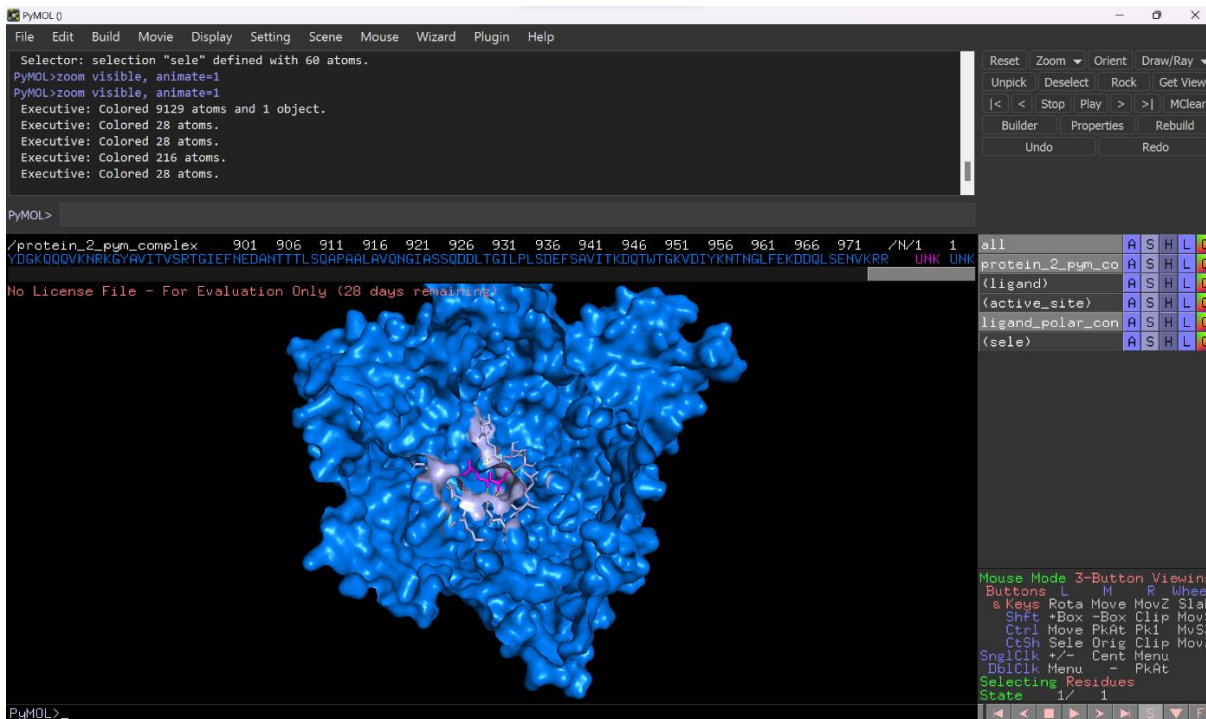 PyMOL ()
File Edit Build Movie Display Setting Scene Mouse Wizard Plugin Help
Selector: selection "sele" defined with 60 atoms.
PyMOL>zoom visible, animate=1
PyMOL>zoom visible, animate=1
Executive: Colored 9129 atoms and 1 object.
Executive: Colored 28 atoms.
Executive: Colored 28 atoms.
Executive: Colored 216 atoms.
Executive: Colored 28 atoms.
PyMOL>
Reset Zoom Orient Draw/Ray
Unpick Deselect Rock Get View
|< < Stop Play > >| MClear
Builder Properties Rebuild
Undo Redo
/protein_2_pym_complex 901 906 911 916 921 926 931 936 941 946 951 956 961 966 971 /N/1 1
YDGKQQQVKNRKGYAVITVSRTGIEFNEDANTTTLSQAPAALAVQNGIASSQDDLTGILPLSDEFSAVITKDQTWTGKVDIYKNTNGLFEKDDQLSENVKRR UNK UNK
No License File - For Evaluation Only (28 days remaining)
all A S H L C
protein_2_pym_co A S H L C
(ligand) A S H L C
(active_site) A S H L C
ligand_polar_con A S H L C
(sele) A S H L C
Mouse Mode 3-Button Viewing
Buttons L M R Wheel
& Keys Rota Move MovZ Slab
Shft +Box -Box Clip MovS
Ctrl Move PkAt Pk1 MvSZ
CtSh Sele Orig Clip MovZ
SnglClk +/- Cent Menu
DblClk Menu - PkAt
Selecting Residues
State 1/ 1
PyMOL>_
S F